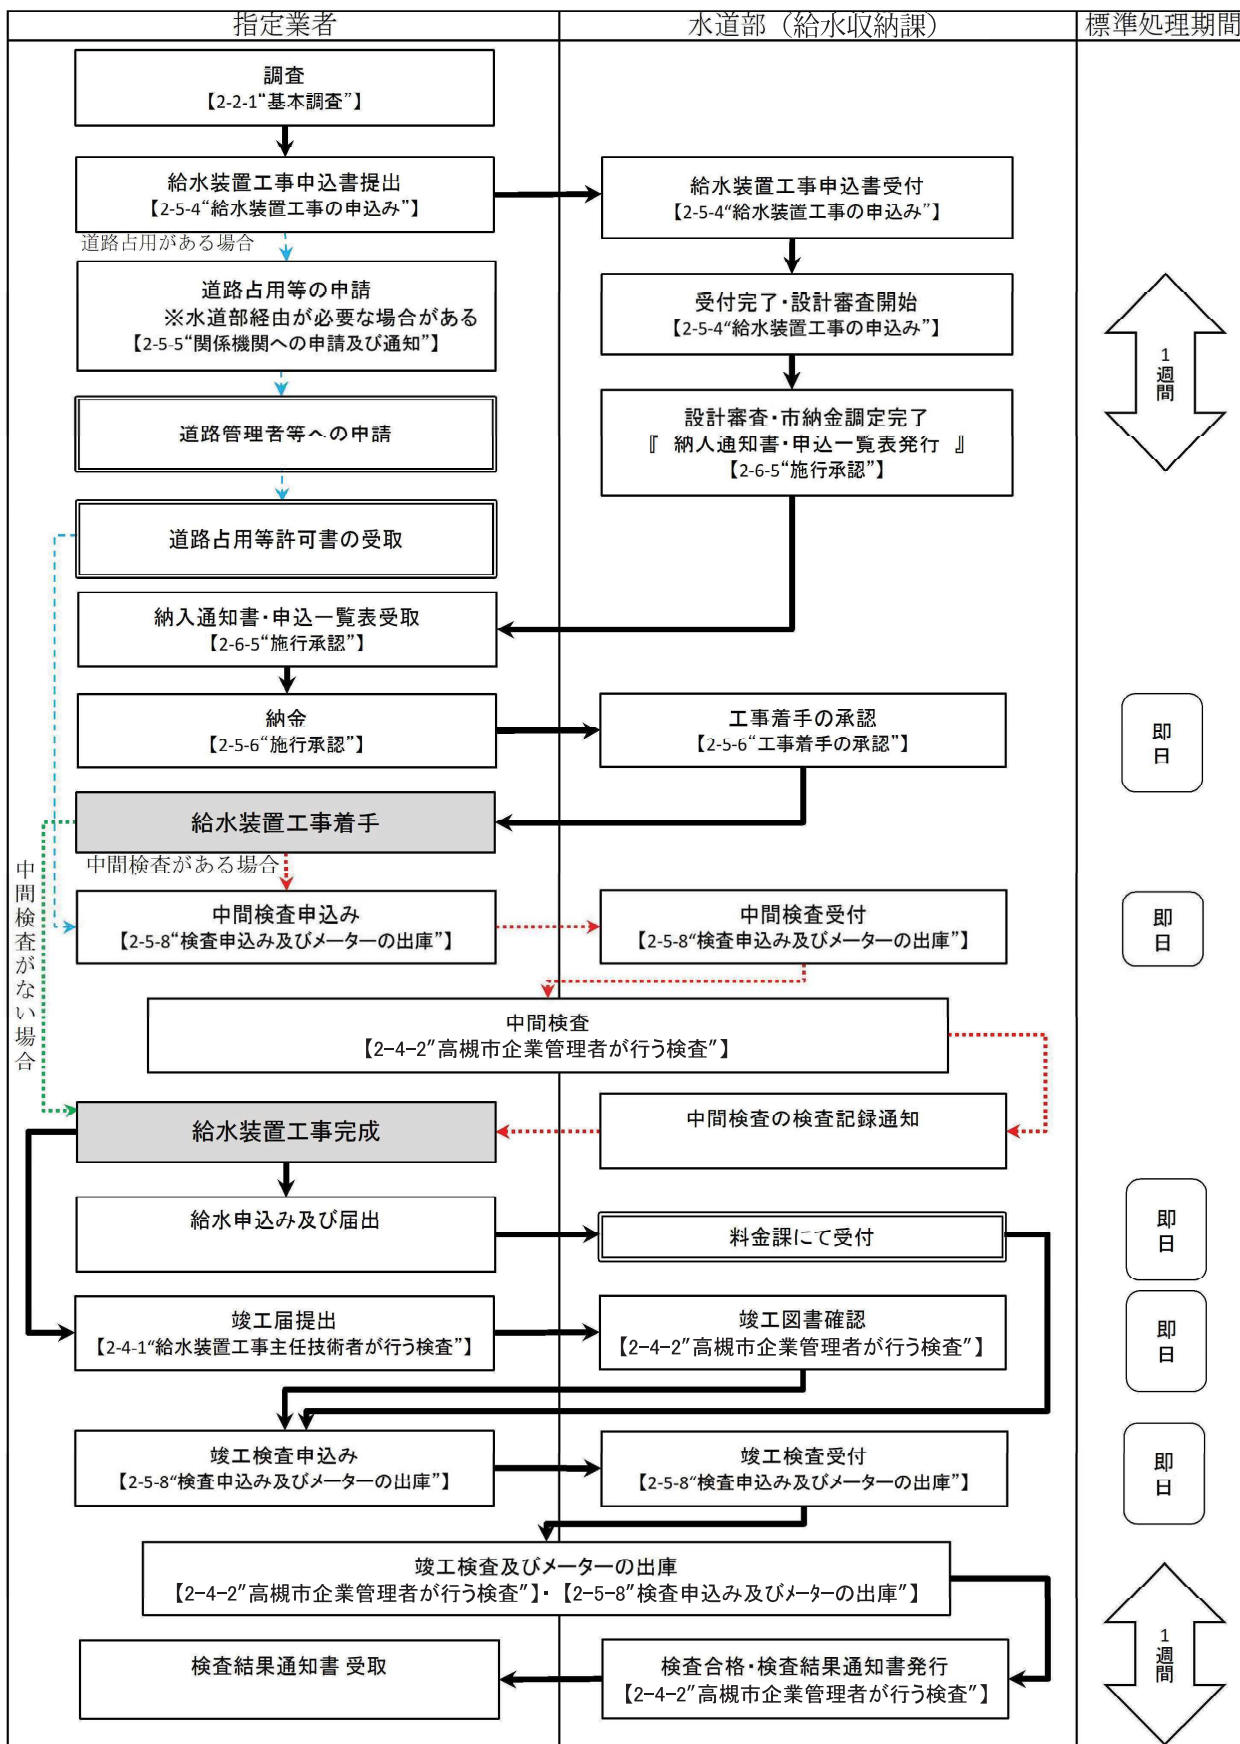 指定業者
水道部（給水収納課）
標準処理期間
調査
【2-2-1“基本調査”】
給水装置工事申込書提出
【2-5-4“給水装置工事の申込み”】
給水装置工事申込書受付
【2-5-4“給水装置工事の申込み”】
道路占用がある場合
道路占用等の申請
※水道部経由が必要な場合がある
【2-5-5“関係機関への申請及び通知”】
受付完了・設計審査開始
【2-5-4“給水装置工事の申込み”】
1週間
道路管理者等への申請
設計審査・市納金調定完了
『 納入通知書・申込一覧表発行 』
【2-6-5“施行承認”】
道路占用等許可書の受取
納入通知書・申込一覧表受取
【2-6-5“施行承認”】
納金
【2-5-6“施行承認”】
工事着手の承認
【2-5-6“工事着手の承認”】
即日
給水装置工事着手
中間検査がある場合
中間検査がない場合
中間検査申込み
【2-5-8“検査申込み及びメーターの出庫”】
中間検査受付
【2-5-8“検査申込み及びメーターの出庫”】
即日
中間検査
【2-4-2”高槻市企業管理者が行う検査”】
給水装置工事完成
中間検査の検査記録通知
給水申込み及び届出
料金課にて受付
即日
竣工届提出
【2-4-1“給水装置工事主任技術者が行う検査”】
竣工図書確認
【2-4-2”高槻市企業管理者が行う検査”】
即日
竣工検査申込み
【2-5-8“検査申込み及びメーターの出庫”】
竣工検査受付
【2-5-8“検査申込み及びメーターの出庫”】
即日
竣工検査及びメーターの出庫
【2-4-2”高槻市企業管理者が行う検査”】・【2-5-8”検査申込み及びメーターの出庫”】
検査結果通知書 受取
検査合格・検査結果通知書発行
【2-4-2”高槻市企業管理者が行う検査”】
1週間